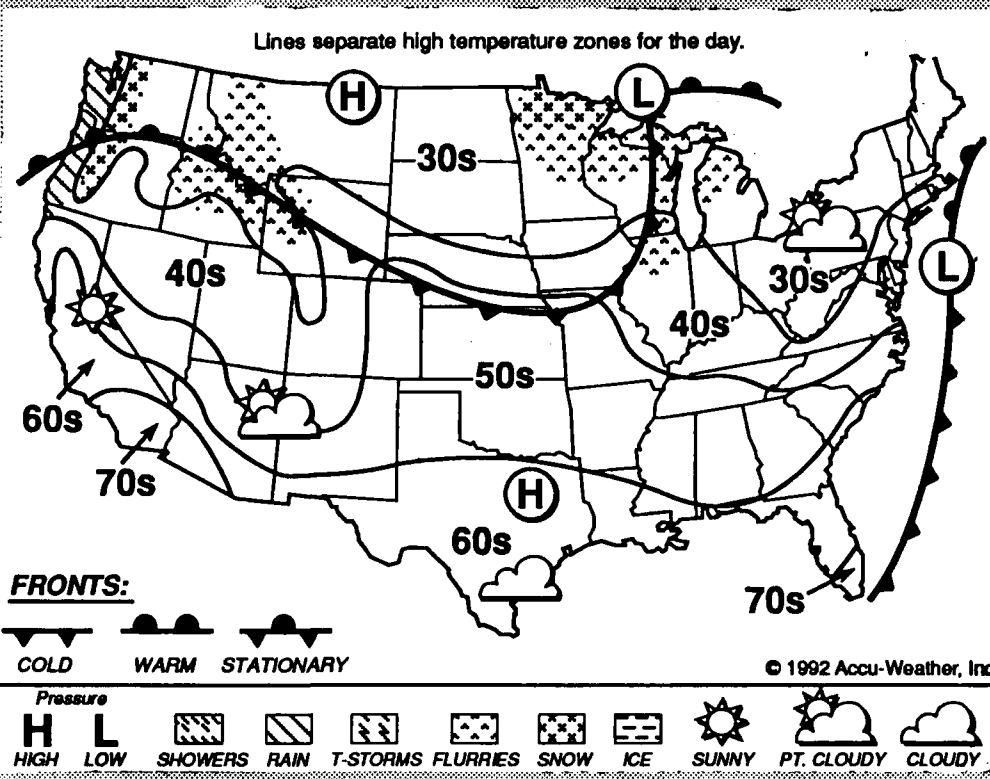 Lines separate high temperature zones for the day.
H
L
30s
40s
30s
L
40s
50s
60s
70s
H
60s
70s
FRONTS:
COLD WARM STATIONARY
© 1992 Accu-Weather, Inc
Pressure
H L
HIGH LOW SHOWERS RAIN T-STORMS FLURRIES SNOW ICE SUNNY PT. CLOUDY CLOUDY